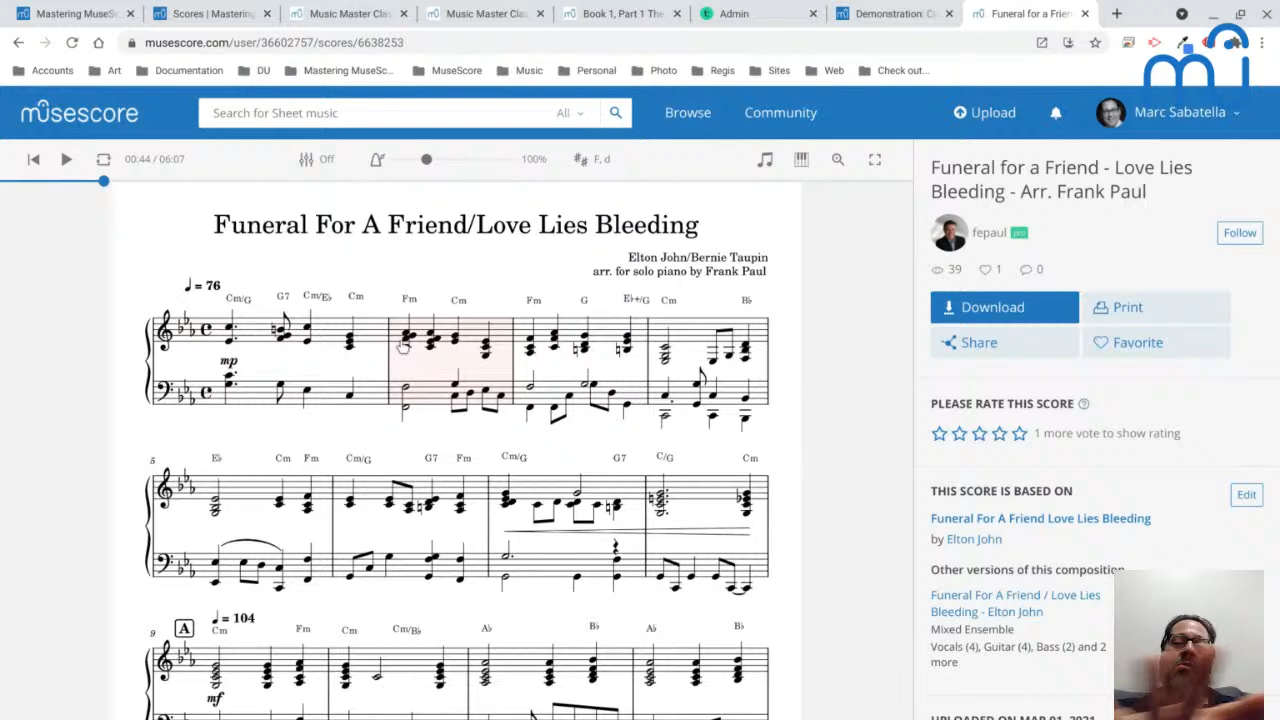 Mastering MuseSc
Scores | Mastering
Music Master Clas
Music Master Clas
Book 1, Part 1 The
Admin
Demonstration: C
Funeral for a Frien
musescore.com/user/36602757/scores/6638253
Accounts
Art
Documentation
DU
Mastering MuseSc...
MuseScore
Music
Personal
Photo
Regis
Sites
Web
Check out...
musescore
Search for Sheet music
All
Browse
Community
Upload
Marc Sabatella
00:44 / 06:07
Off
100%
F, d
Funeral For A Friend/Love Lies Bleeding
Elton John/Bernie Taupin
arr. for solo piano by Frank Paul
= 76
Cm/G G7 Cm/E♭ Cm Fm Cm Fm G E♭+/G Cm B♭
mp
5
E♭ Cm Fm Cm/G G7 Fm Cm/G G7 C/G Cm
= 104
9 A Cm Fm Cm Cm/B♭ A♭ B♭ A♭ B♭
mf
Funeral for a Friend - Love Lies
Bleeding - Arr. Frank Paul
fepaul pro
Follow
39 1 0
Download
Print
Share
Favorite
PLEASE RATE THIS SCORE
1 more vote to show rating
THIS SCORE IS BASED ON
Edit
Funeral For A Friend Love Lies Bleeding
by Elton John
Other versions of this composition
Funeral For A Friend / Love Lies
Bleeding - Elton John
Mixed Ensemble
Vocals (4), Guitar (4), Bass (2) and 2
more
UPLOADED ON MAR 01, 2021